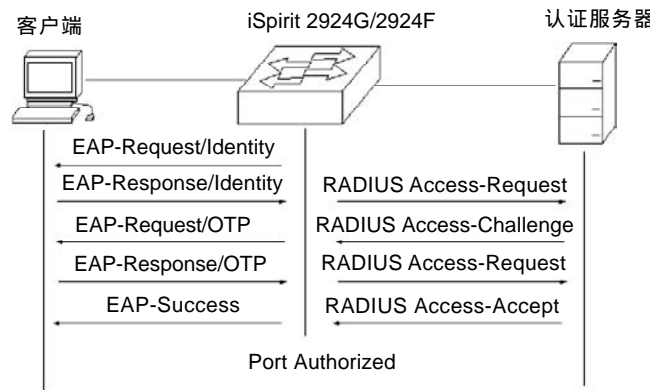 客户端
iSpirit 2924G/2924F
认证服务器
EAP-Request/Identity
EAP-Response/Identity
RADIUS Access-Request
EAP-Request/OTP
RADIUS Access-Challenge
EAP-Response/OTP
RADIUS Access-Request
EAP-Success
RADIUS Access-Accept
Port Authorized